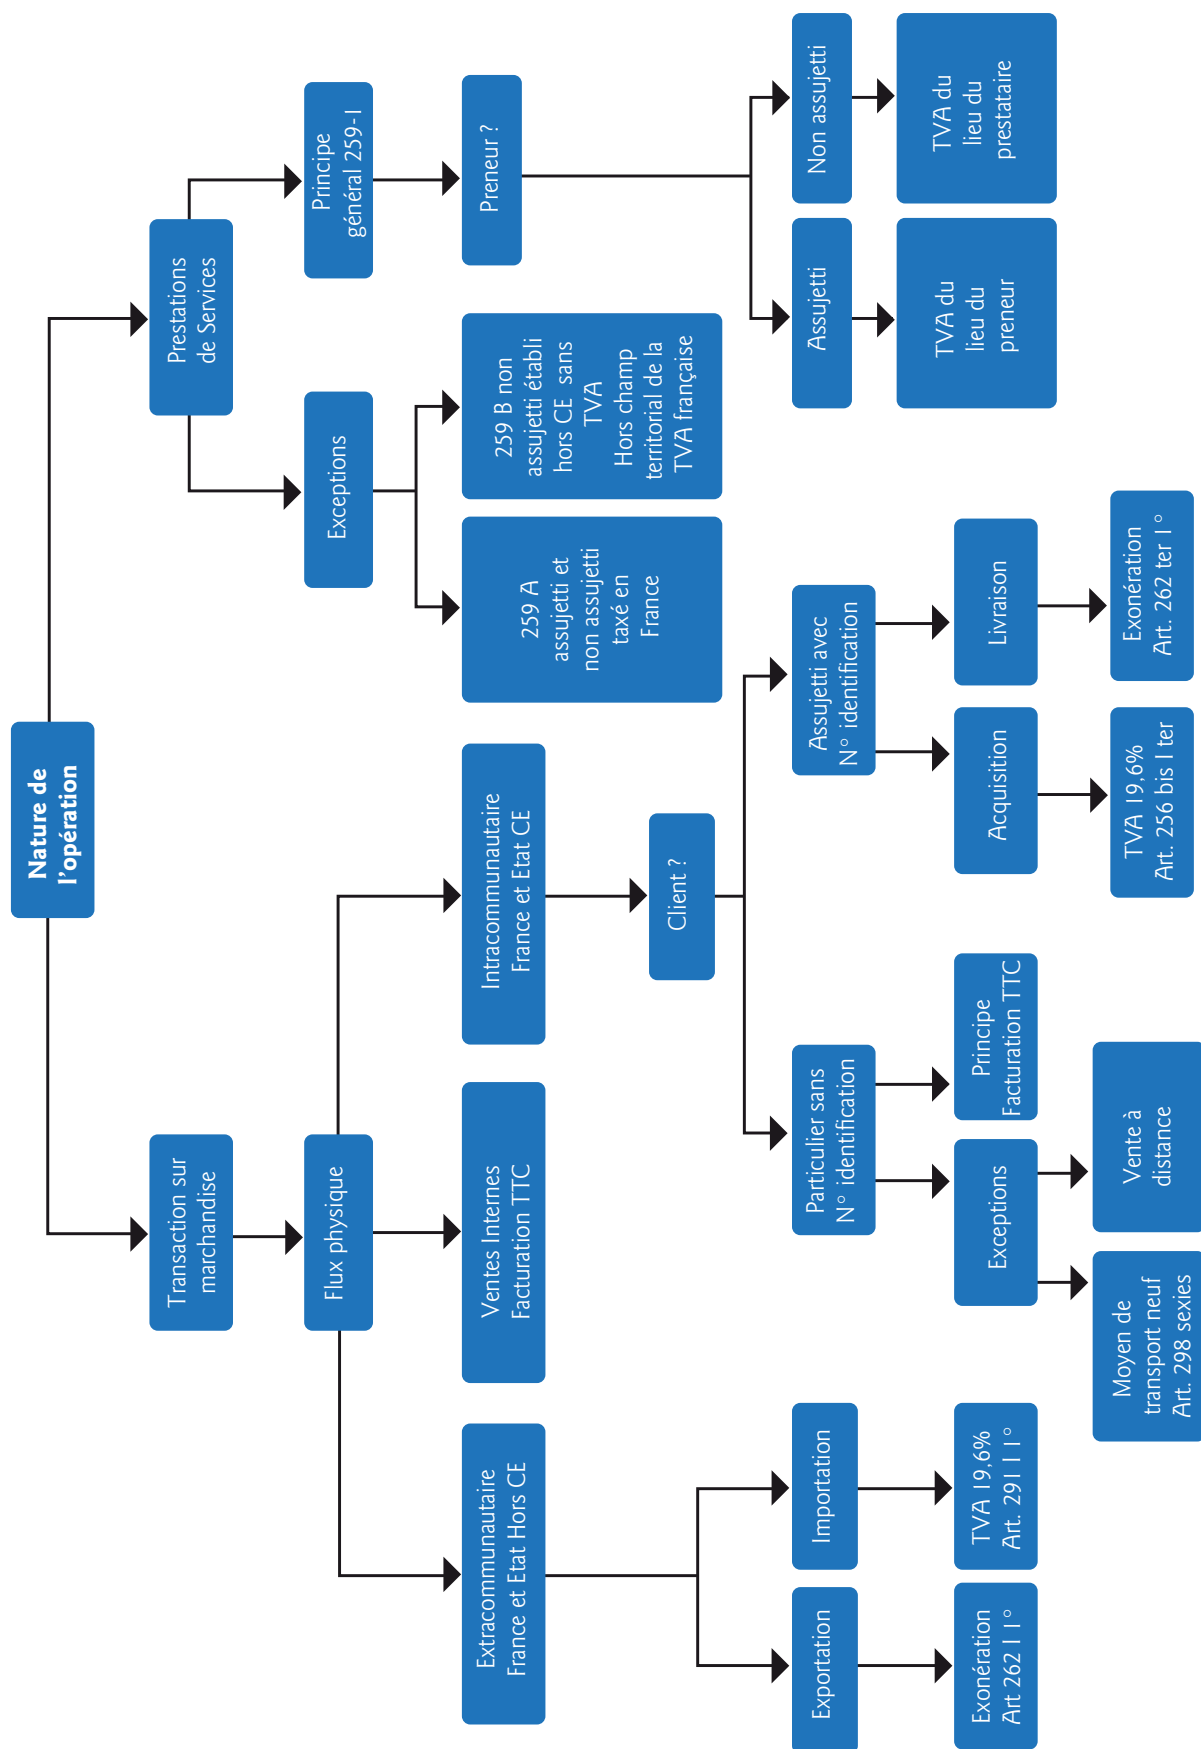 Nature de
l'opération
Transaction sur
marchandise
Prestations
de Services
Flux physique
Exceptions
Principe
général 259-1
Extracommunautaire
France et Etat Hors CE
Ventes Internes
Facturation TTC
Intracommunautaire
France et Etat CE
259 A
assujetti et
non assujetti
taxé en
France
259 B non
assujetti établi
hors CE sans
TVA
Hors champ
territorial de la
TVA française
Preneur ?
Client ?
Exportation
Importation
Particulier sans
N° identification
Assujetti avec
N° identification
Assujetti
Non assujetti
Exonération
Art 262 I 1°
TVA 19,6%
Art. 291 I 1°
Exceptions
Principe
Facturation TTC
Acquisition
Livraison
TVA du
lieu du
preneur
TVA du
lieu du
prestataire
Moyen de
transport neuf
Art. 298 sexies
Vente à
distance
TVA 19,6%
Art. 256 bis I ter
Exonération
Art. 262 ter I °